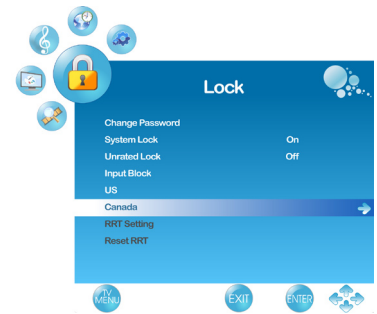 Lock
Change Password
System Lock On
Unrated Lock Off
Input Block
US
Canada
RRT Setting
Reset RRT
TV
MENU
EXIT
ENTER